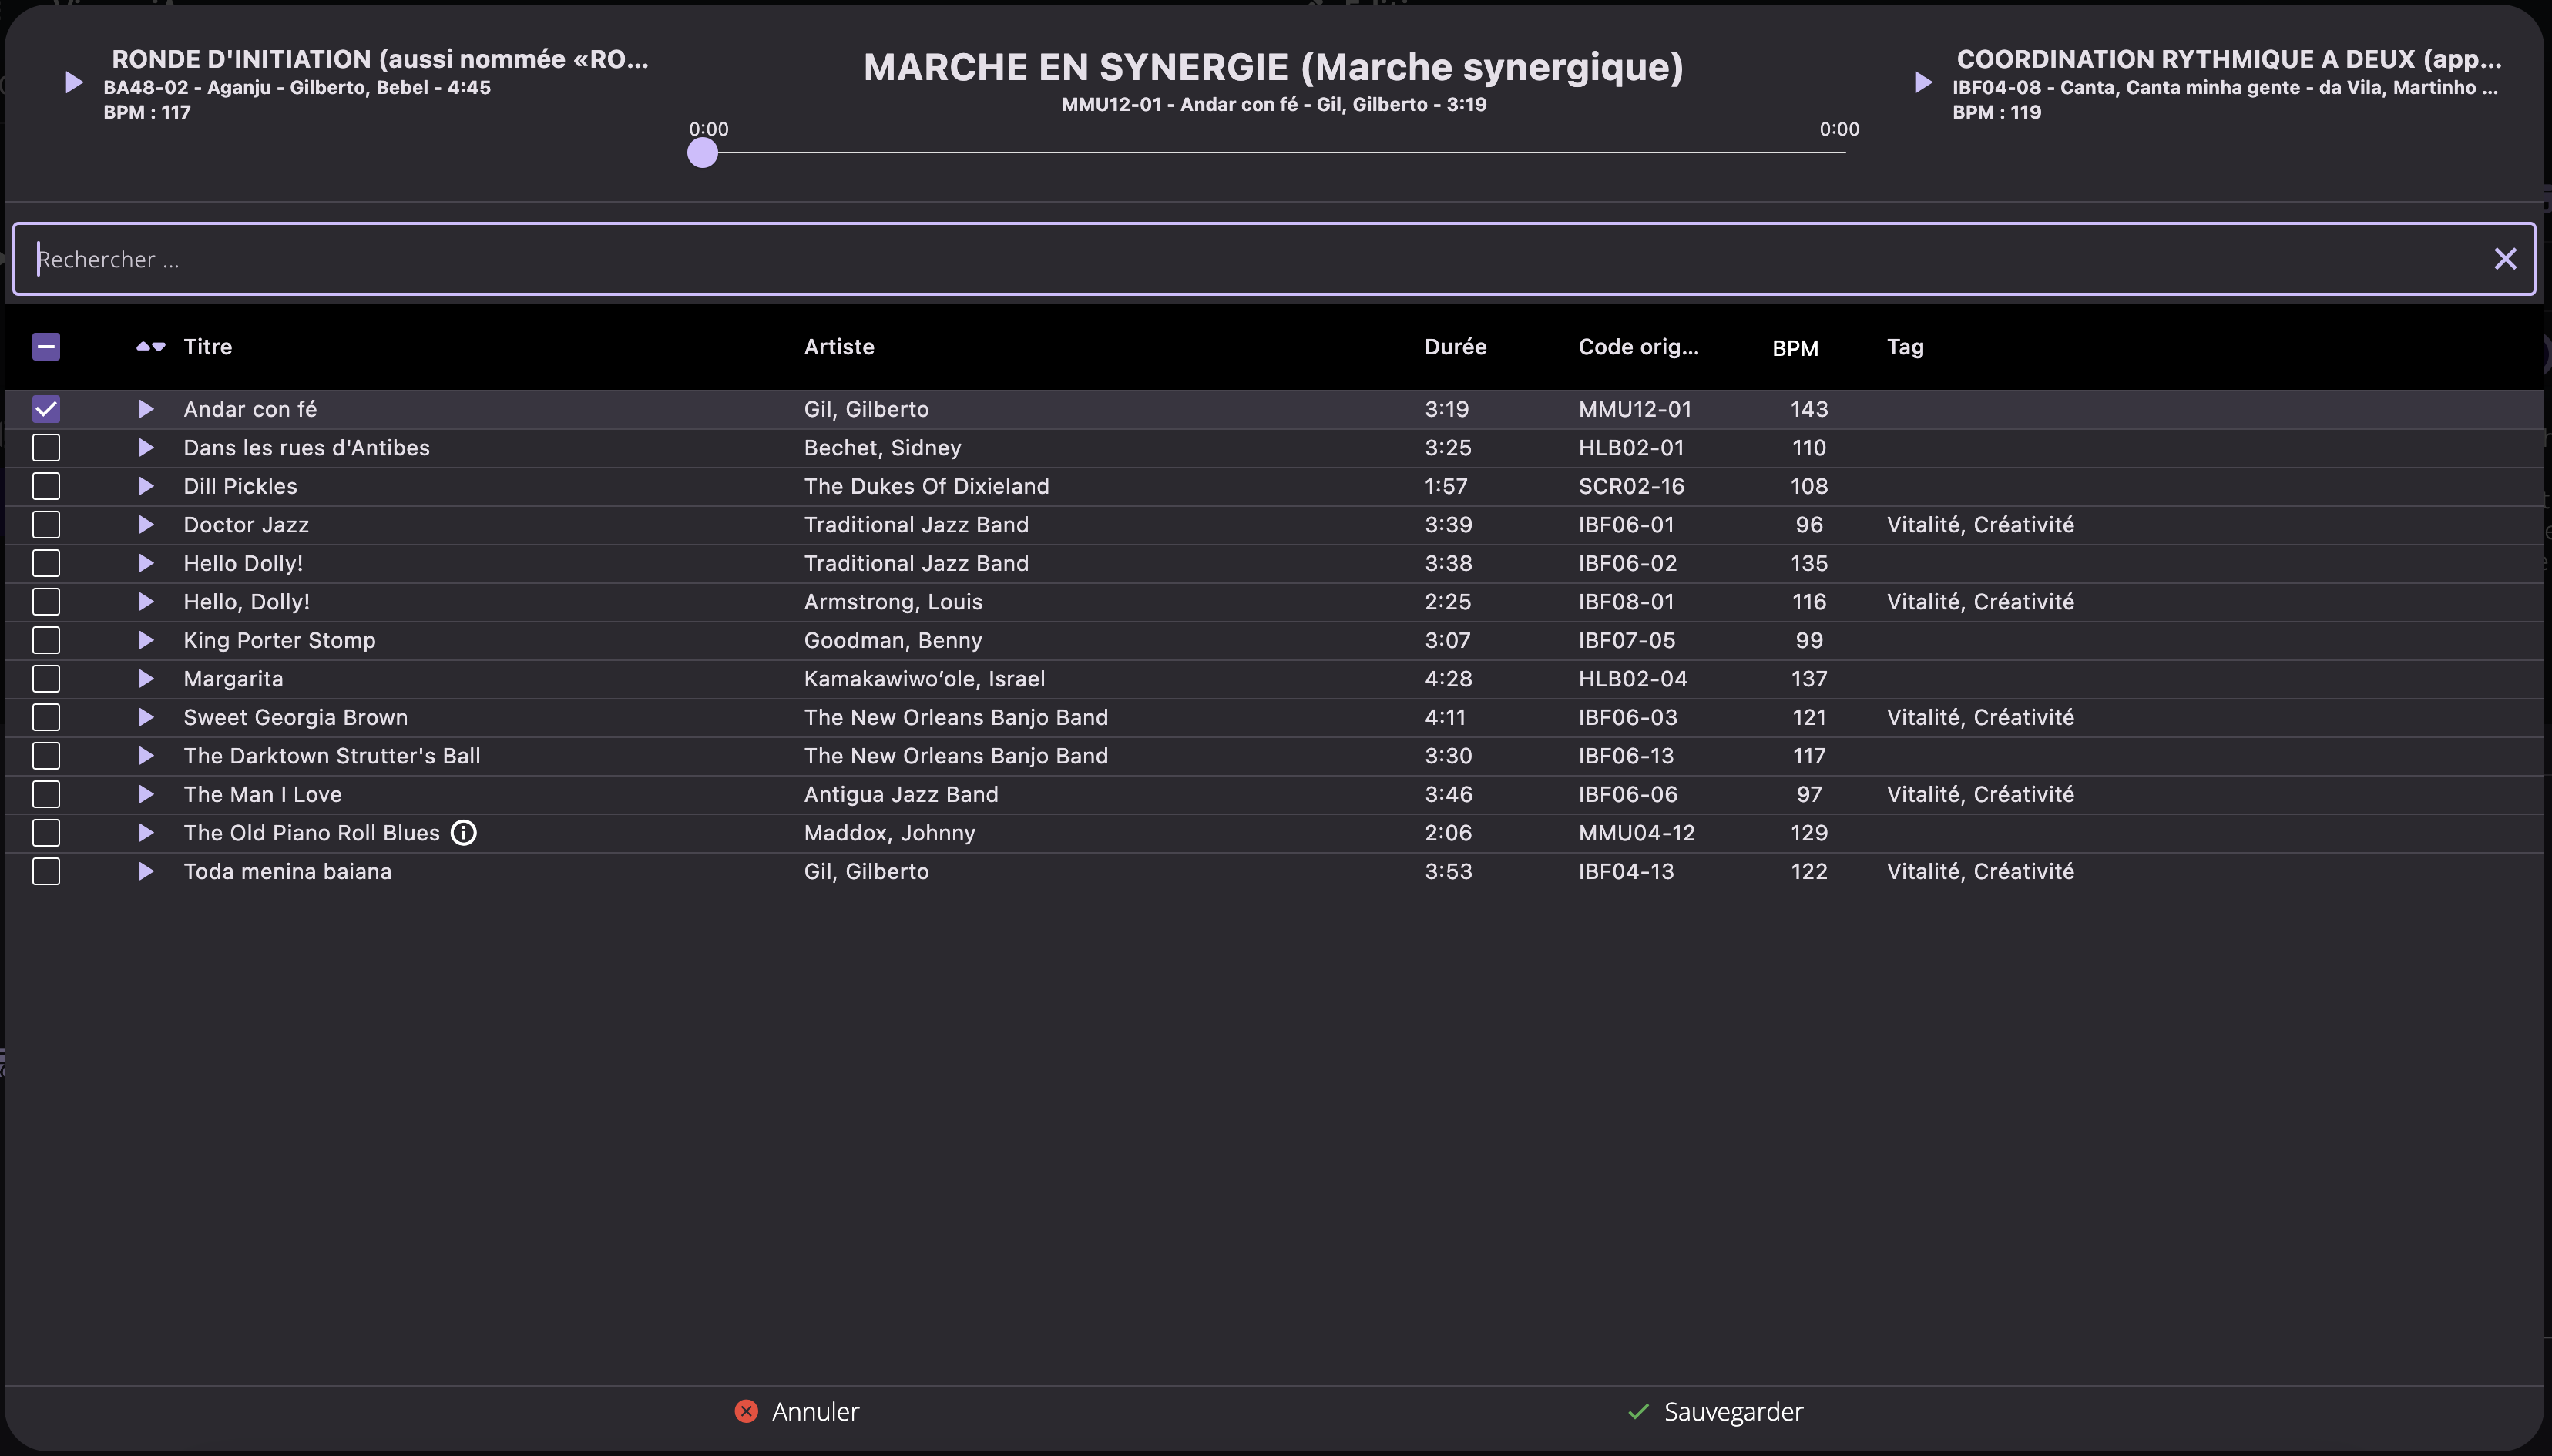 RONDE D'INITIATION (aussi nommée «RO...
BA48-02 - Aganju - Gilberto, Bebel - 4:45
BPM : 117
MARCHE EN SYNERGIE (Marche synergique)
MMU12-01 - Andar con fé - Gil, Gilberto - 3:19
0:00 0:00
COORDINATION RYTHMIQUE A DEUX (app...
IBF04-08 - Canta, Canta minha gente - da Vila, Martinho ...
BPM : 119
Rechercher ...
Titre Artiste Durée Code orig... BPM Tag
Andar con fé Gil, Gilberto 3:19 MMU12-01 143
Dans les rues d'Antibes Bechet, Sidney 3:25 HLB02-01 110
Dill Pickles The Dukes Of Dixieland 1:57 SCR02-16 108
Doctor Jazz Traditional Jazz Band 3:39 IBF06-01 96 Vitalité, Créativité
Hello Dolly! Traditional Jazz Band 3:38 IBF06-02 135
Hello, Dolly! Armstrong, Louis 2:25 IBF08-01 116 Vitalité, Créativité
King Porter Stomp Goodman, Benny 3:07 IBF07-05 99
Margarita Kamakawiwo’ole, Israel 4:28 HLB02-04 137
Sweet Georgia Brown The New Orleans Banjo Band 4:11 IBF06-03 121 Vitalité, Créativité
The Darktown Strutter's Ball The New Orleans Banjo Band 3:30 IBF06-13 117
The Man I Love Antigua Jazz Band 3:46 IBF06-06 97 Vitalité, Créativité
The Old Piano Roll Blues Maddox, Johnny 2:06 MMU04-12 129
Toda menina baiana Gil, Gilberto 3:53 IBF04-13 122 Vitalité, Créativité
Annuler Sauvegarder